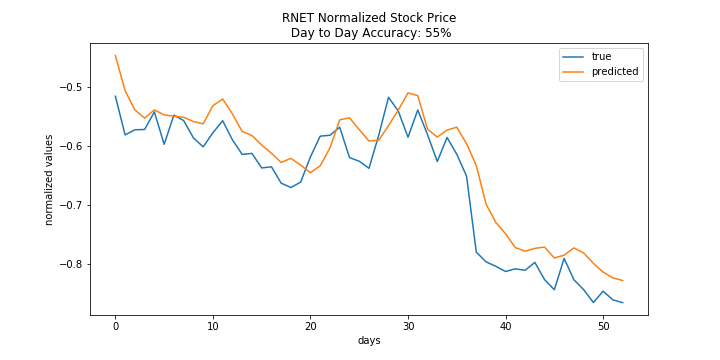 RNET Normalized Stock Price
Day to Day Accuracy: 55%
true
predicted
normalized values
−0.5
−0.6
−0.7
−0.8
0
10
20
30
40
50
days